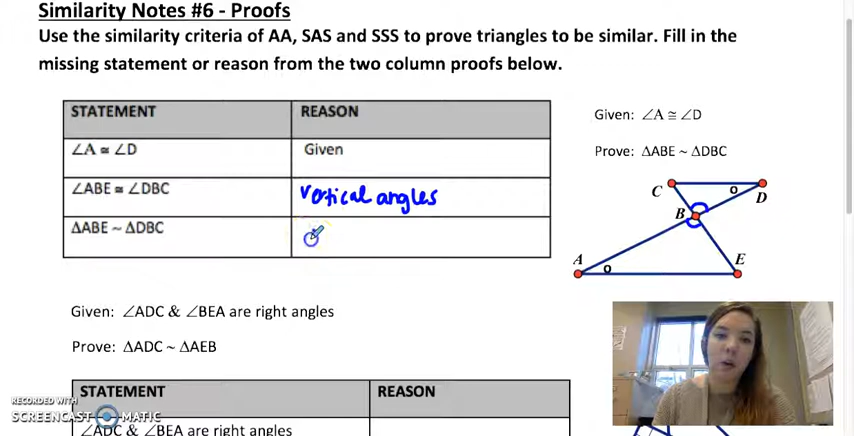 Similarity Notes #6 - Proofs
Use the similarity criteria of AA, SAS and SSS to prove triangles to be similar. Fill in the
missing statement or reason from the two column proofs below.
STATEMENT REASON
∠A ≅ ∠D Given
∠ABE ≅ ∠DBC vertical angles
ΔABE ~ ΔDBC
Given: ∠A ≅ ∠D
Prove: ΔABE ~ ΔDBC
C
D
B
A
E
Given: ∠ADC & ∠BEA are right angles
Prove: ΔADC ~ ΔAEB
STATEMENT REASON
∠ADC & ∠BEA are right angles
RECORDED WITH
SCREENCAST MATIC